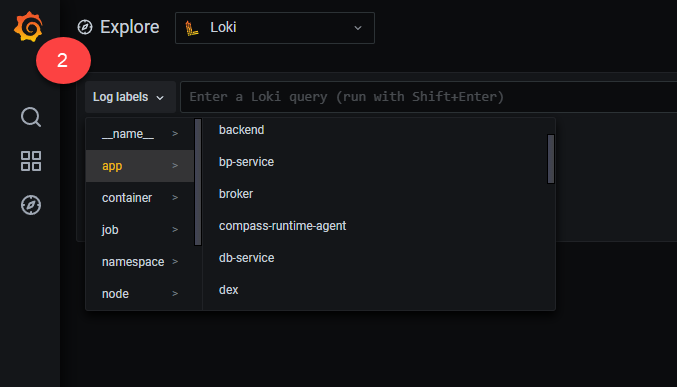 Explore
Loki
2
Log labels
Enter a Loki query (run with Shift+Enter)
__name__ >
app >
container >
job >
namespace >
node >
backend
bp-service
broker
compass-runtime-agent
db-service
dex